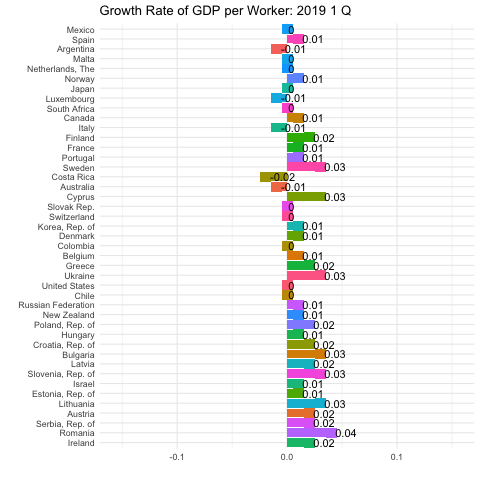 Growth Rate of GDP per Worker: 2019 1 Q
Mexico 0
Spain 0.01
Argentina -0.01
Malta 0
Netherlands, The 0
Norway 0.01
Japan 0
Luxembourg -0.01
South Africa 0
Canada 0.01
Italy -0.01
Finland 0.02
France 0.01
Portugal 0.01
Sweden 0.03
Costa Rica -0.02
Australia -0.01
Cyprus 0.03
Slovak Rep. 0
Switzerland 0
Korea, Rep. of 0.01
Denmark 0.01
Colombia 0
Belgium 0.01
Greece 0.02
Ukraine 0.03
United States 0
Chile 0
Russian Federation 0.01
New Zealand 0.01
Poland, Rep. of 0.02
Hungary 0.01
Croatia, Rep. of 0.02
Bulgaria 0.03
Latvia 0.02
Slovenia, Rep. of 0.03
Israel 0.01
Estonia, Rep. of 0.01
Lithuania 0.03
Austria 0.02
Serbia, Rep. of 0.02
Romania 0.04
Ireland 0.02
-0.1 0.0 0.1